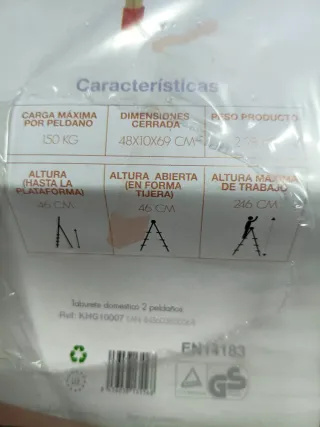 Características
CARGA MÁXIMA
POR PELDAÑO
150 KG
DIMENSIONES
CERRADA
48X10X69 CM
PESO PRODUCTO
ALTURA
(HASTA LA
PLATAFORMA)
46 CM
ALTURA ABIERTA
(EN FORMA
TIJERA)
46 CM
ALTURA MÁXIMA
DE TRABAJO
246 CM
Taburete doméstico 2 peldaños
Ref: KHG10007
EN14183
GS